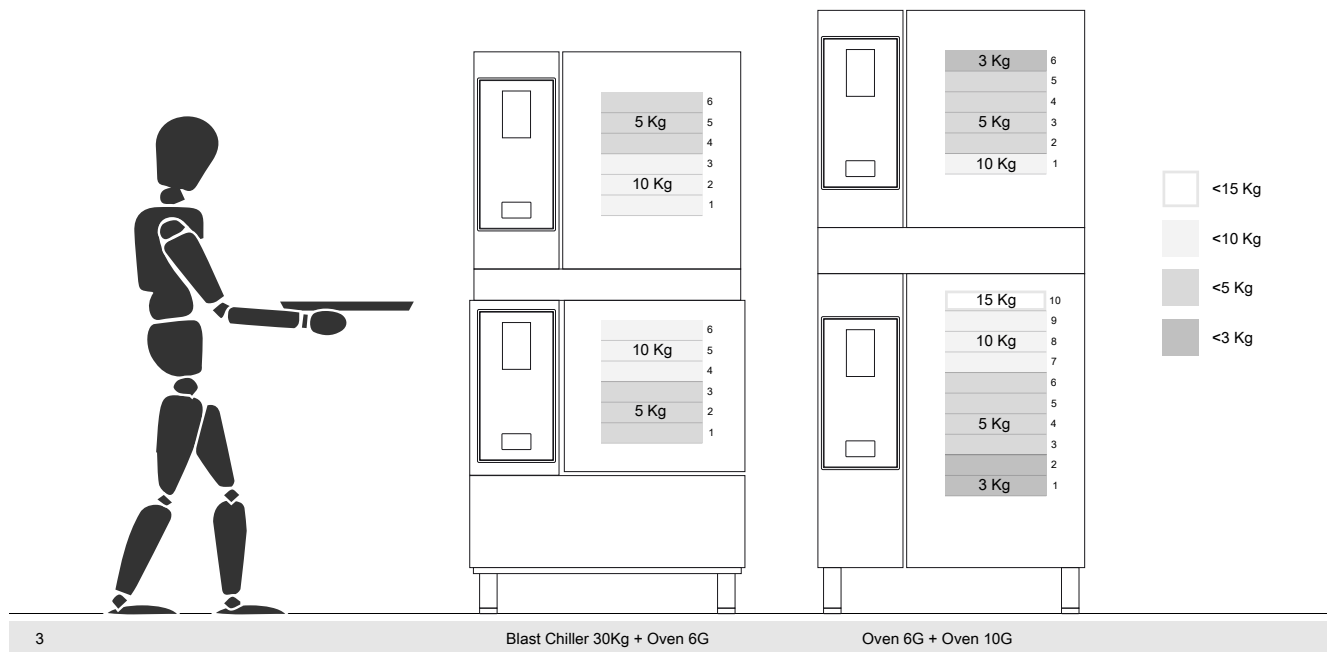 6
5 Kg 5
4
3
10 Kg 2
1
6
10 Kg 5
4
3
5 Kg 2
1
3 Kg 6
5
4
5 Kg 3
2
10 Kg 1
15 Kg 10
9
10 Kg 8
7
6
5
5 Kg 4
3
2
3 Kg 1
<15 Kg
<10 Kg
<5 Kg
<3 Kg
3
Blast Chiller 30Kg + Oven 6G
Oven 6G + Oven 10G